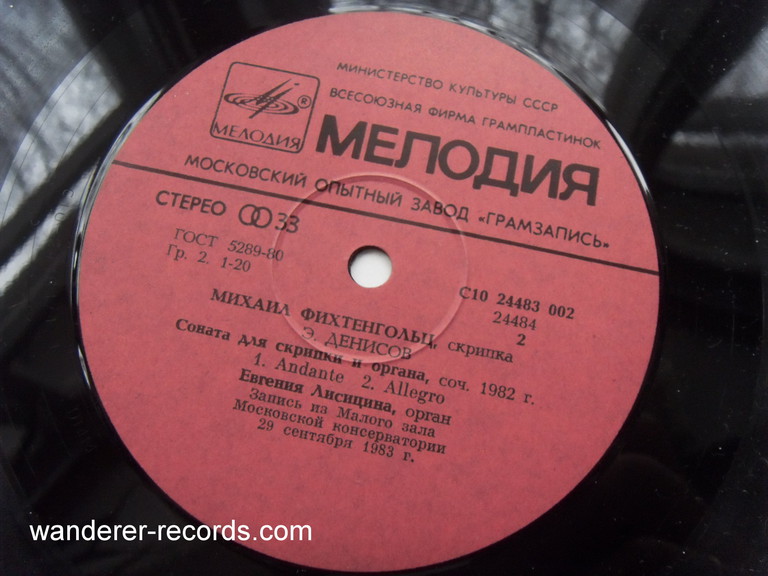 МИНИСТЕРСТВО КУЛЬТУРЫ СССР
ВСЕСОЮЗНАЯ ФИРМА ГРАМПЛАСТИНОК
®
МЕЛОДИЯ
МЕЛОДИЯ
МОСКОВСКИЙ ОПЫТНЫЙ ЗАВОД «ГРАМЗАПИСЬ»
СТЕРЕО 33
ГОСТ 5289-80
Гр. 2. 1-20
С10 24483 002
24484
2
МИХАИЛ ФИХТЕНГОЛЬЦ, скрипка
Э. ДЕНИСОВ
Соната для скрипки и органа, соч. 1982 г.
1. Andante 2. Allegro
Евгения Лисицина, орган
Запись из Малого зала
Московской консерватории
29 сентября 1983 г.
wanderer-records.com